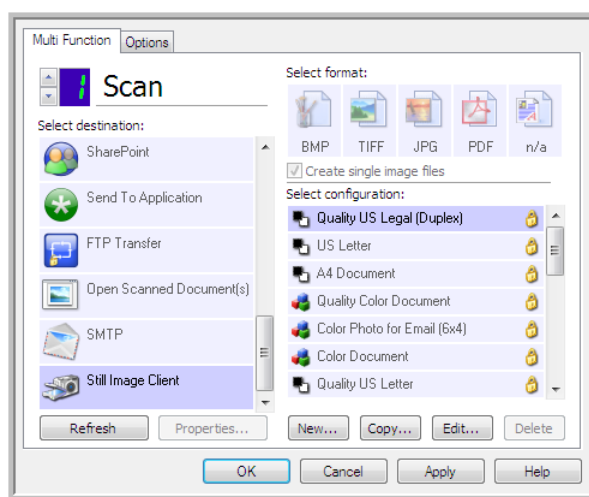 Multi Function
Options
1
Scan
Select destination:
SharePoint
Send To Application
FTP Transfer
Open Scanned Document(s)
SMTP
Still Image Client
Refresh
Properties...
Select format:
BMP
TIFF
JPG
PDF
n/a
Create single image files
Select configuration:
Quality US Legal (Duplex)
US Letter
A4 Document
Quality Color Document
Color Photo for Email (6x4)
Color Document
Quality US Letter
New...
Copy...
Edit...
Delete
OK
Cancel
Apply
Help